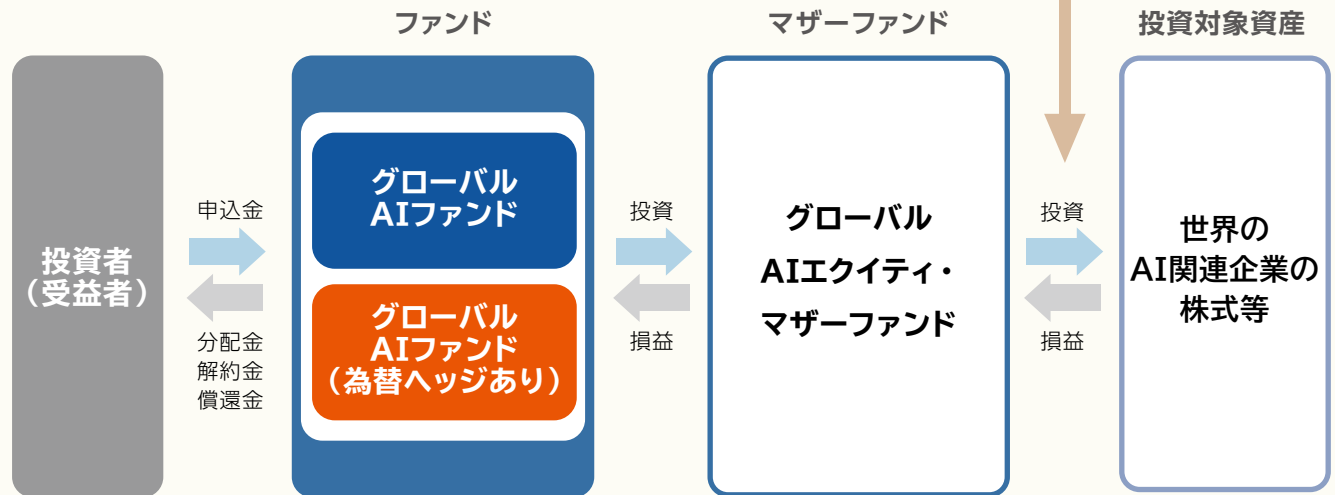 ファンド
マザーファンド
投資対象資産
投資者
(受益者)
申込金
分配金
解約金
償還金
グローバル
AIファンド
グローバル
AIファンド
(為替ヘッジあり)
投資
損益
グローバル
AIエクイティ・
マザーファンド
投資
損益
世界の
AI関連企業の
株式等